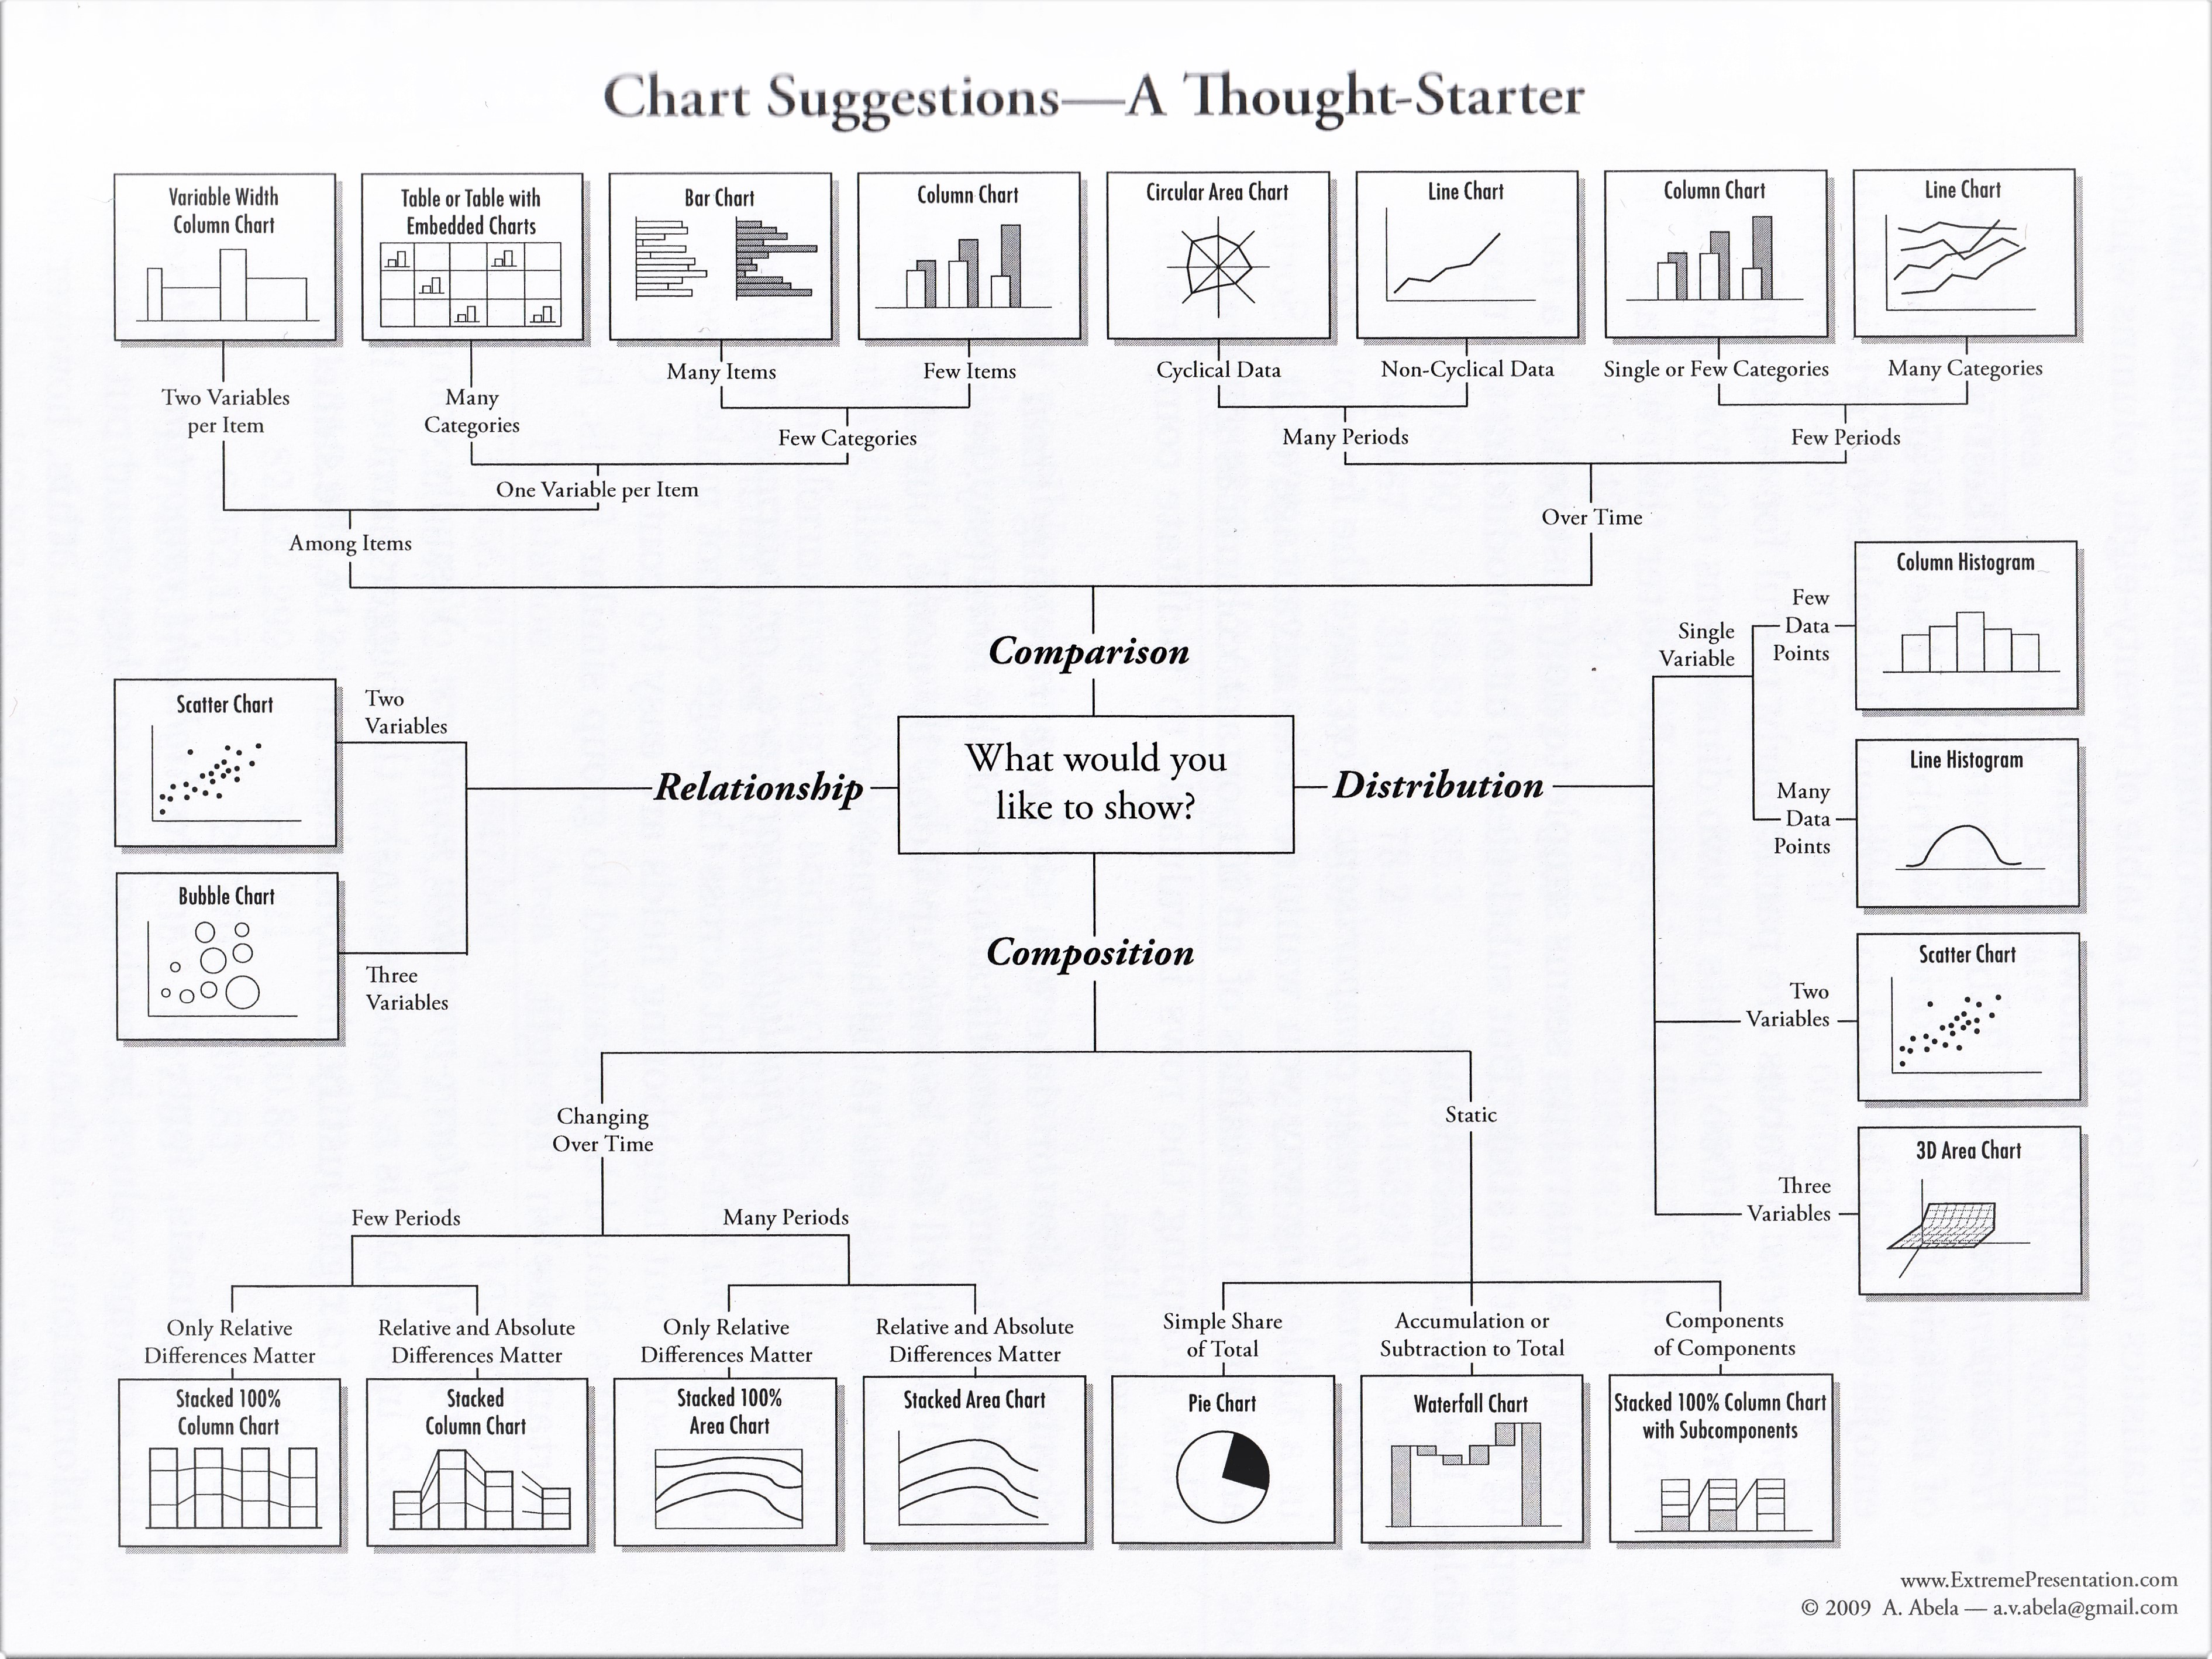 Chart Suggestions—A Thought-Starter
Variable Width
Column Chart
Table or Table with
Embedded Charts
Bar Chart
Column Chart
Circular Area Chart
Line Chart
Column Chart
Line Chart
Two Variables
per Item
Many
Categories
Many Items
Few Items
Cyclical Data
Non-Cyclical Data
Single or Few Categories
Many Categories
Few Categories
Many Periods
Few Periods
One Variable per Item
Among Items
Over Time
Comparison
What would you
like to show?
Relationship
Two
Variables
Scatter Chart
Three
Variables
Bubble Chart
Distribution
Single
Variable
Few
Data
Points
Column Histogram
Many
Data
Points
Line Histogram
Two
Variables
Scatter Chart
Three
Variables
3D Area Chart
Composition
Changing
Over Time
Static
Few Periods
Many Periods
Only Relative
Differences Matter
Relative and Absolute
Differences Matter
Only Relative
Differences Matter
Relative and Absolute
Differences Matter
Simple Share
of Total
Accumulation or
Subtraction to Total
Components
of Components
Stacked 100%
Column Chart
Stacked
Column Chart
Stacked 100%
Area Chart
Stacked Area Chart
Pie Chart
Waterfall Chart
Stacked 100% Column Chart
with Subcomponents
www.ExtremePresentation.com
© 2009 A. Abela — a.v.abela@gmail.com